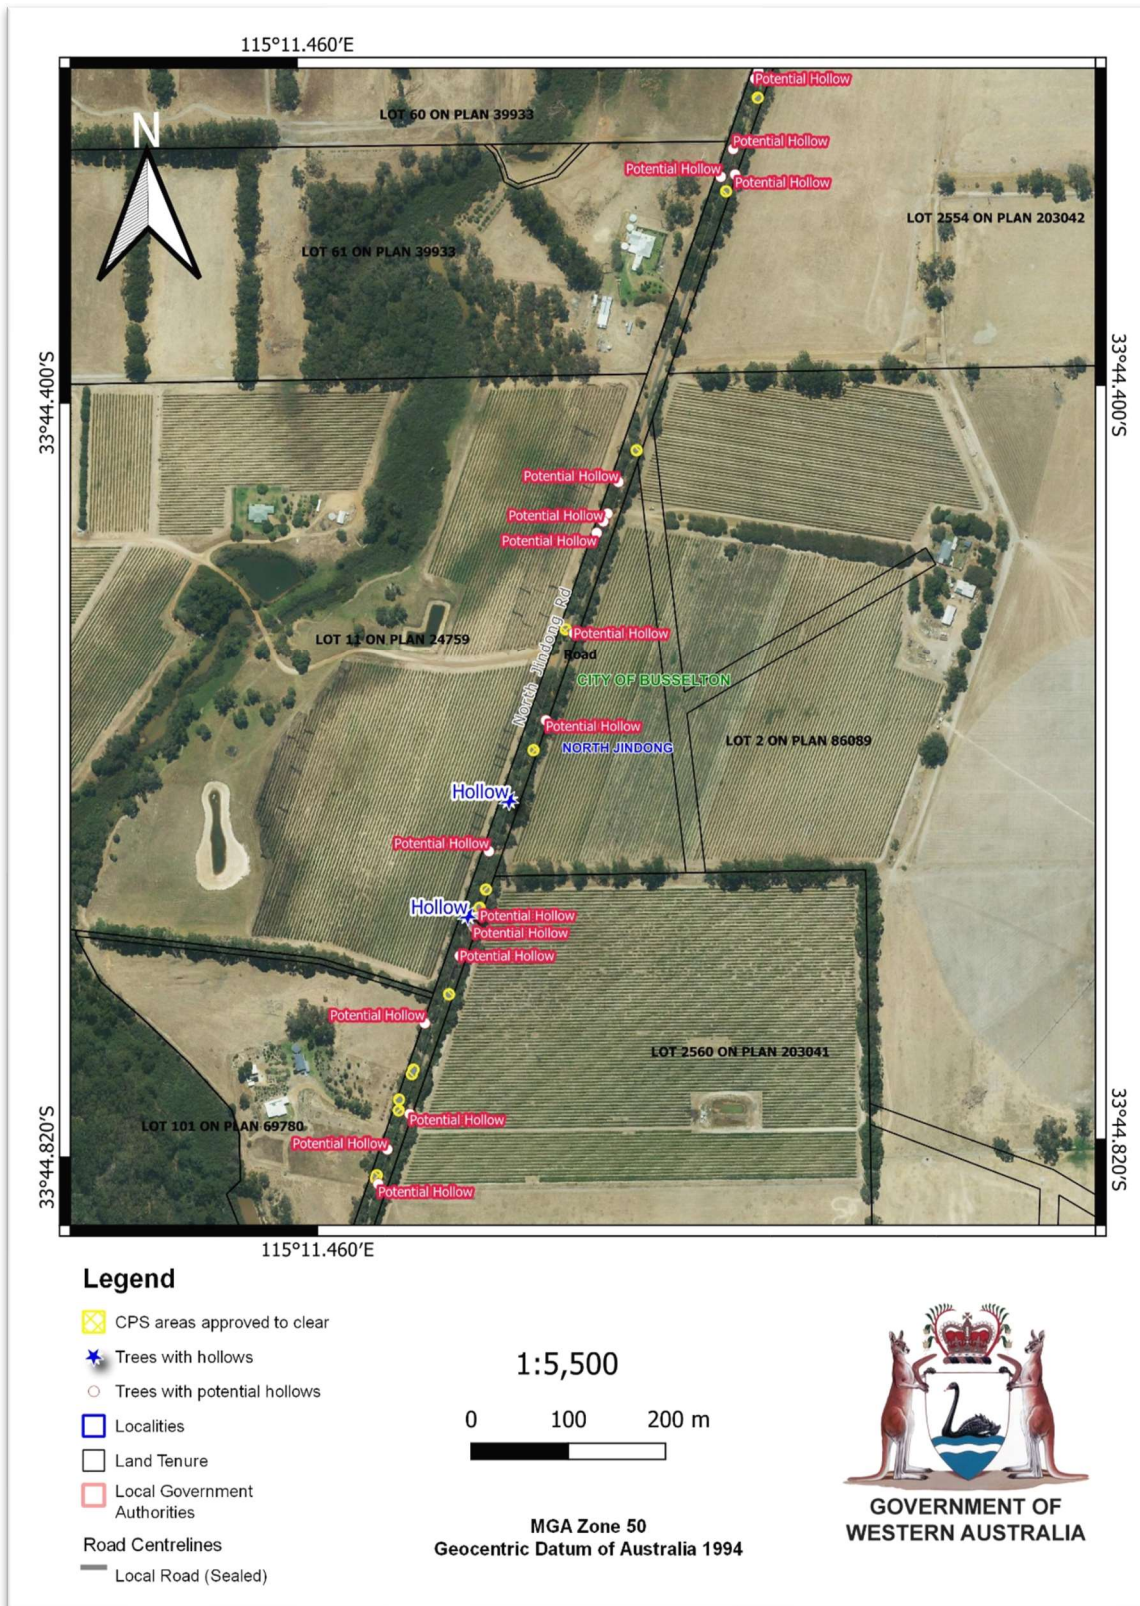 115°11.460'E
Potential Hollow
LOT 60 ON PLAN 39933
N
Potential Hollow
Potential Hollow
Potential Hollow
LOT 2554 ON PLAN 203042
LOT 61 ON PLAN 39933
33°44.400'S
33°44.400'S
Potential Hollow
Potential Hollow
Potential Hollow
North Jindong Rd
Potential Hollow
LOT 11 ON PLAN 24759
Road
CITY OF BUSSELTON
Potential Hollow
LOT 2 ON PLAN 86089
NORTH JINDONG
Hollow
Potential Hollow
Hollow
Potential Hollow
Potential Hollow
Potential Hollow
Potential Hollow
LOT 2560 ON PLAN 203041
Potential Hollow
LOT 101 ON PLAN 69780
Potential Hollow
33°44.820'S
33°44.820'S
Potential Hollow
115°11.460'E
Legend
CPS areas approved to clear
Trees with hollows
Trees with potential hollows
Localities
Land Tenure
Local Government
Authorities
Road Centrelines
Local Road (Sealed)
1:5,500
0 100 200 m
MGA Zone 50
Geocentric Datum of Australia 1994
GOVERNMENT OF
WESTERN AUSTRALIA